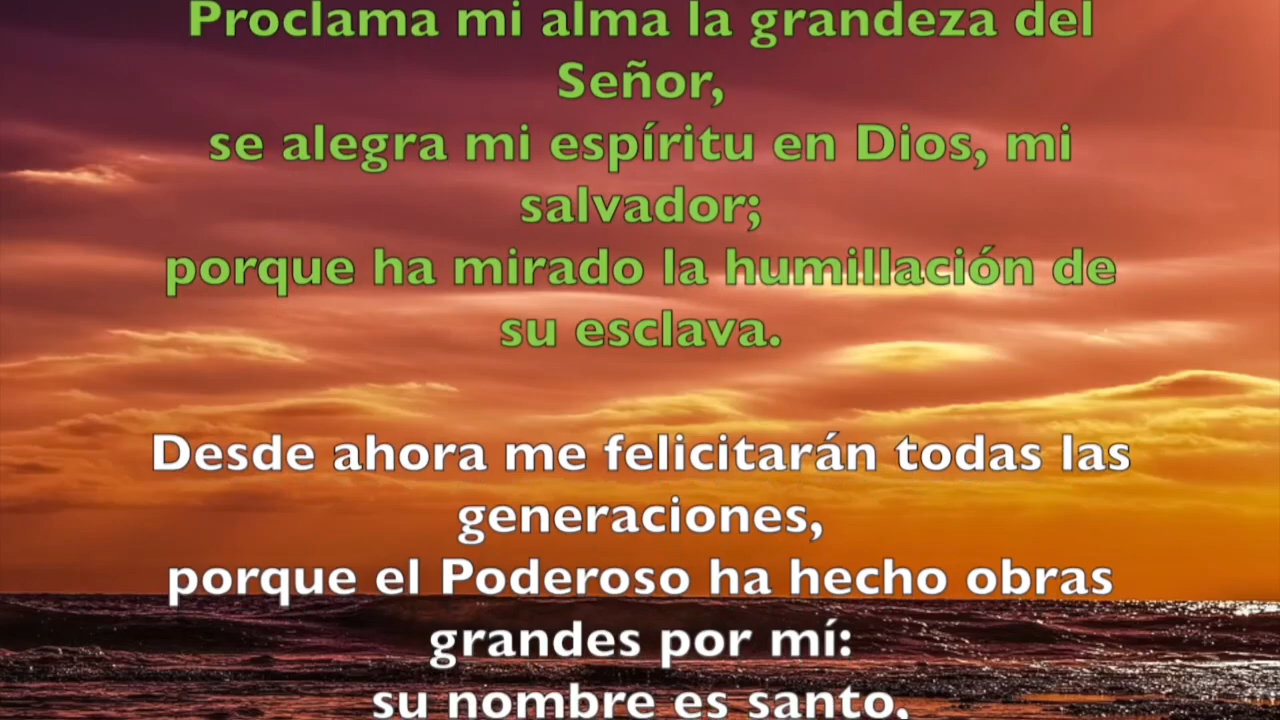 Proclama mi alma la grandeza del
Señor,
se alegra mi espíritu en Dios, mi
salvador;
porque ha mirado la humillación de
su esclava.
Desde ahora me felicitarán todas las
generaciones,
porque el Poderoso ha hecho obras
grandes por mí:
su nombre es santo,